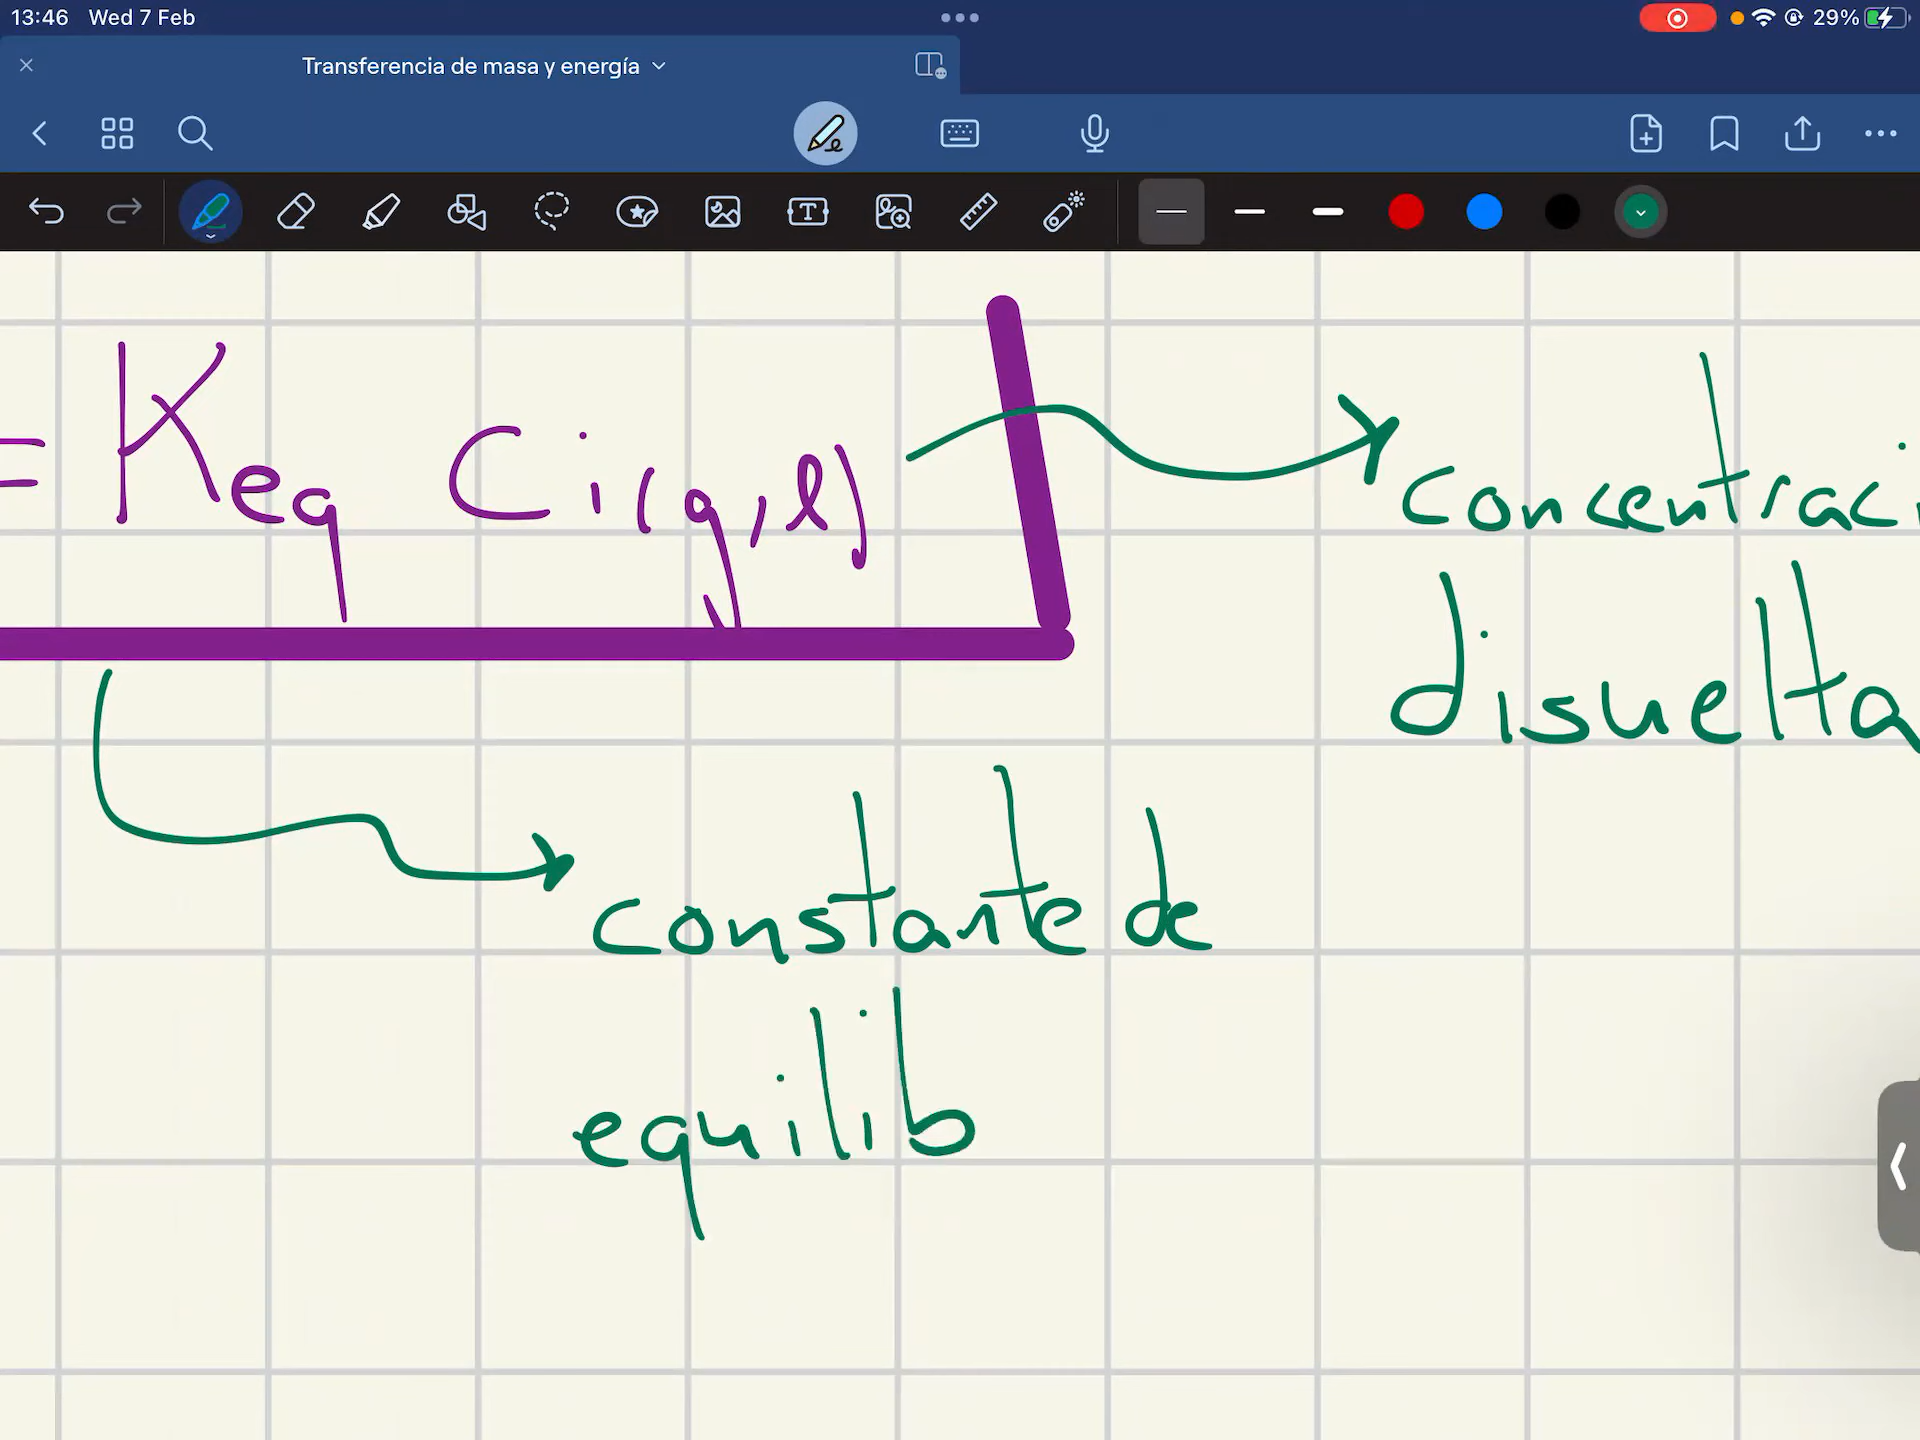 13:46 Wed 7 Feb
29%
Transferencia de masa y energía
= Keq Ci(g,l)
concentraci
disuelta
constante de
equilib